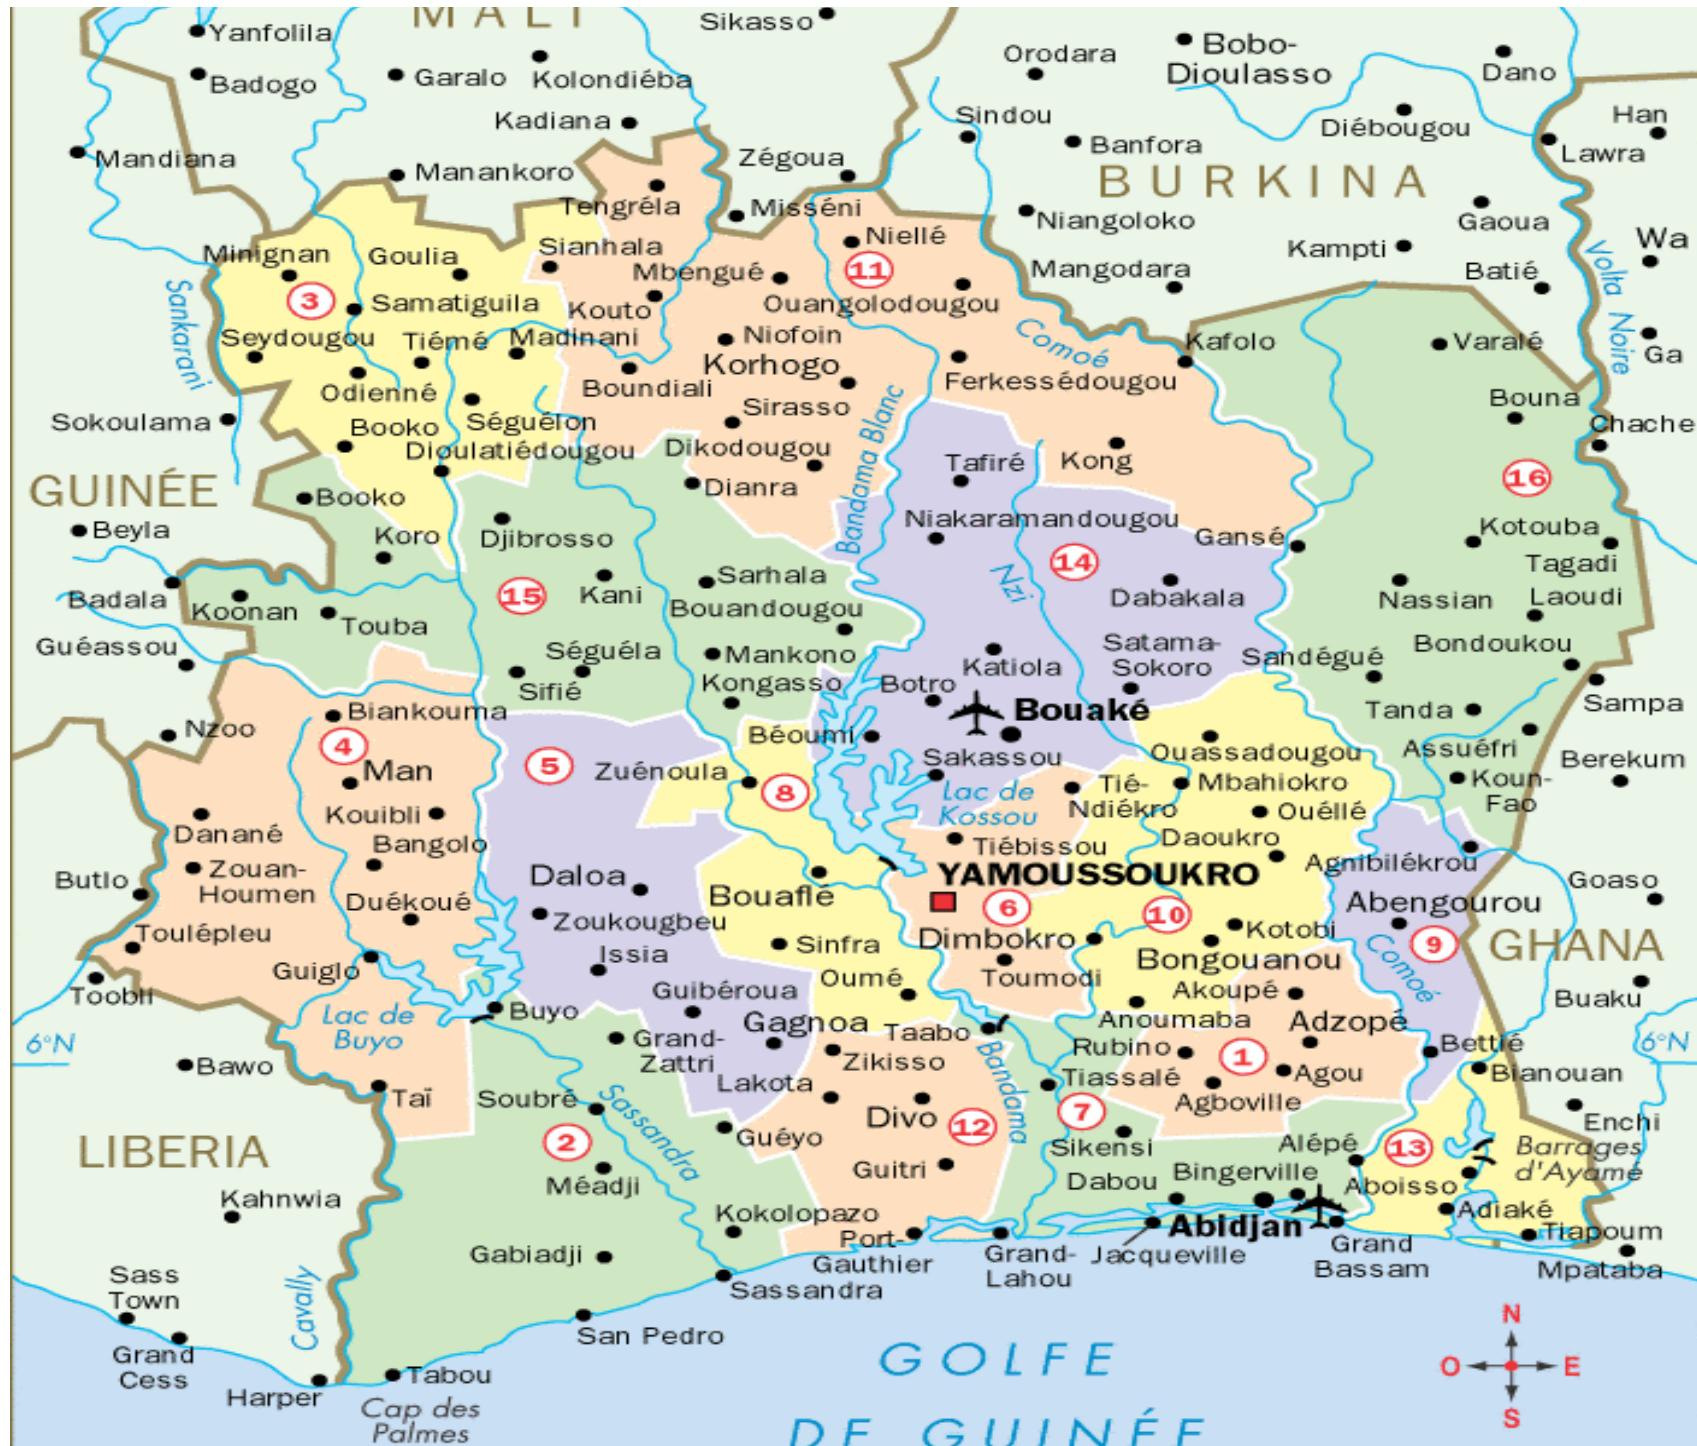 MALI
Sikasso
Yanfolila
Badogo
Garalo
Kolondiéba
Kadiana
Orodara
Bobo-
Dioulasso
Dano
Sindou
Banfora
Diébougou
Han
Lawra
Mandiana
Manankoro
Zégoua
BURKINA
Tengréla
Misséni
Niangoloko
Gaoua
Kampti
Wa
Batié
Minignan
Goulia
Sianhala
Niellé
Mbengué
11
Mangodara
Volta Noire
3
Samatiguila
Kouto
Ouangolodougou
Sankarani
Seydougou
Tiémé
Madinani
Niofoin
Comoé
Kafolo
Varalé
Ga
Korhogo
Odienné
Boundiali
Ferkessédougou
Sirasso
Bouna
Sokoulama
Booko
Séguélon
Chache
Dioulatiédougou
Dikodougou
Bandama Blanc
Tafiré
Kong
GUINÉE
Booko
Dianra
16
Beyla
Koro
Djibrosso
Niakaramandougou
Gansé
Kotouba
Tagadi
14
Nzi
Badala
Koonan
15
Kani
Sarhala
Bouandougou
Dabakala
Nassian
Laoudi
Touba
Guéassou
Séguéla
Mankono
Katiola
Satama-
Sokoro
Sandégué
Bondoukou
Sifié
Kongasso
Botro
Sampa
Nzoo
Biankouma
Béoumi
Bouaké
Tanda
4
5
Zuénoula
Sakassou
Ouassadougou
Assuéfri
Berekum
Man
8
Lac de
Kossou
Tié-
Ndiékro
Mbahiokro
Koun-
Fao
Kouibli
Ouéllé
Danané
Bangolo
Tiébissou
Daoukro
Agnibilékrou
Butlo
Zouan-
Houmen
Daloa
Bouaflé
YAMOUSSOUKRO
Goaso
Duékoué
Zoukougbeu
6
10
Abengourou
Toulépleu
Sinfra
Dimbokro
Kotobi
9
GHANA
Guiglo
Issia
Toumodi
Bongouanou
Comoé
Toobli
Oumé
Akoupé
Buaku
Guibéroua
Lac de
Buyo
Buyo
Gagnoa
Taabo
Anoumaba
Adzopé
6°N
6°N
Grand-
Zattri
Zikisso
Rubino
1
Bettié
Bawo
Bandama
Tiassalé
Agou
Bianouan
Lakota
Taï
Soubré
Sassandra
Divo
12
7
Agboville
Enchi
Guéyo
LIBERIA
2
Sikensi
Alépé
13
Barrages
d'Ayamé
Méadji
Guitri
Dabou
Bingerville
Aboisso
Kahnwia
Kokolopazo
Abidjan
Adiaké
Tiapoum
Gabiadji
Port-
Gauthier
Grand-
Lahou
Jacqueville
Grand
Bassam
Mpataba
Sass
Town
Cavally
Sassandra
San Pedro
Grand
Cess
Harper
Tabou
Cap des
Palmes
GOLFE
DE GUINÉE
N
O
E
S